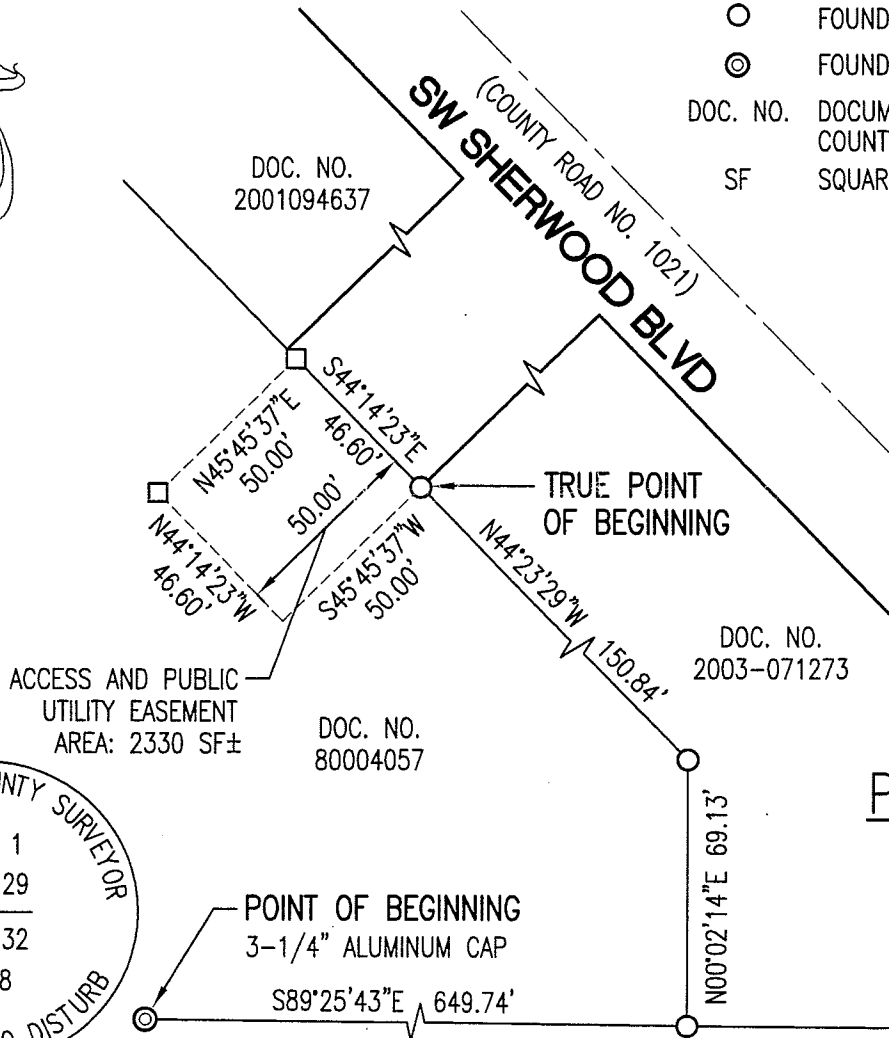 FOUND
FOUND
DOC. NO. DOCUM
COUNT
SF SQUAR
(COUNTY ROAD NO. 1021)
SW SHERWOOD BLVD
DOC. NO.
2001094637
S44°14'23"E
46.60'
N45°45'37"E
50.00'
50.00'
N44°14'23"W
46.60'
S45°45'37"W
50.00'
TRUE POINT
OF BEGINNING
N44°23'29"W
150.84'
DOC. NO.
2003-071273
ACCESS AND PUBLIC
UTILITY EASEMENT
AREA: 2330 SF±
DOC. NO.
80004057
P
N00°02'14"E 69.13'
NTY SURVEYOR
1
29
32
8
DISTURB
POINT OF BEGINNING
3-1/4" ALUMINUM CAP
S89°25'43"E 649.74'